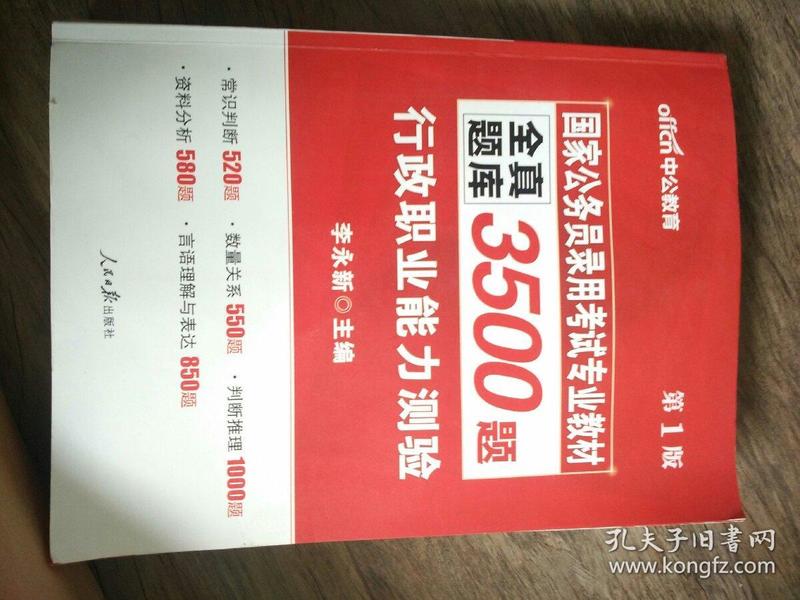 offcn中公教育
第1版
国家公务员录用考试专业教材
全真题库
3500题
行政职业能力测验
李永新◎主编
·常识判断 520题 ·数量关系 550题 ·判断推理 1000题
·资料分析 580题 ·言语理解与表达 850题
人民日报出版社
孔夫子旧书网
www.kongfz.com